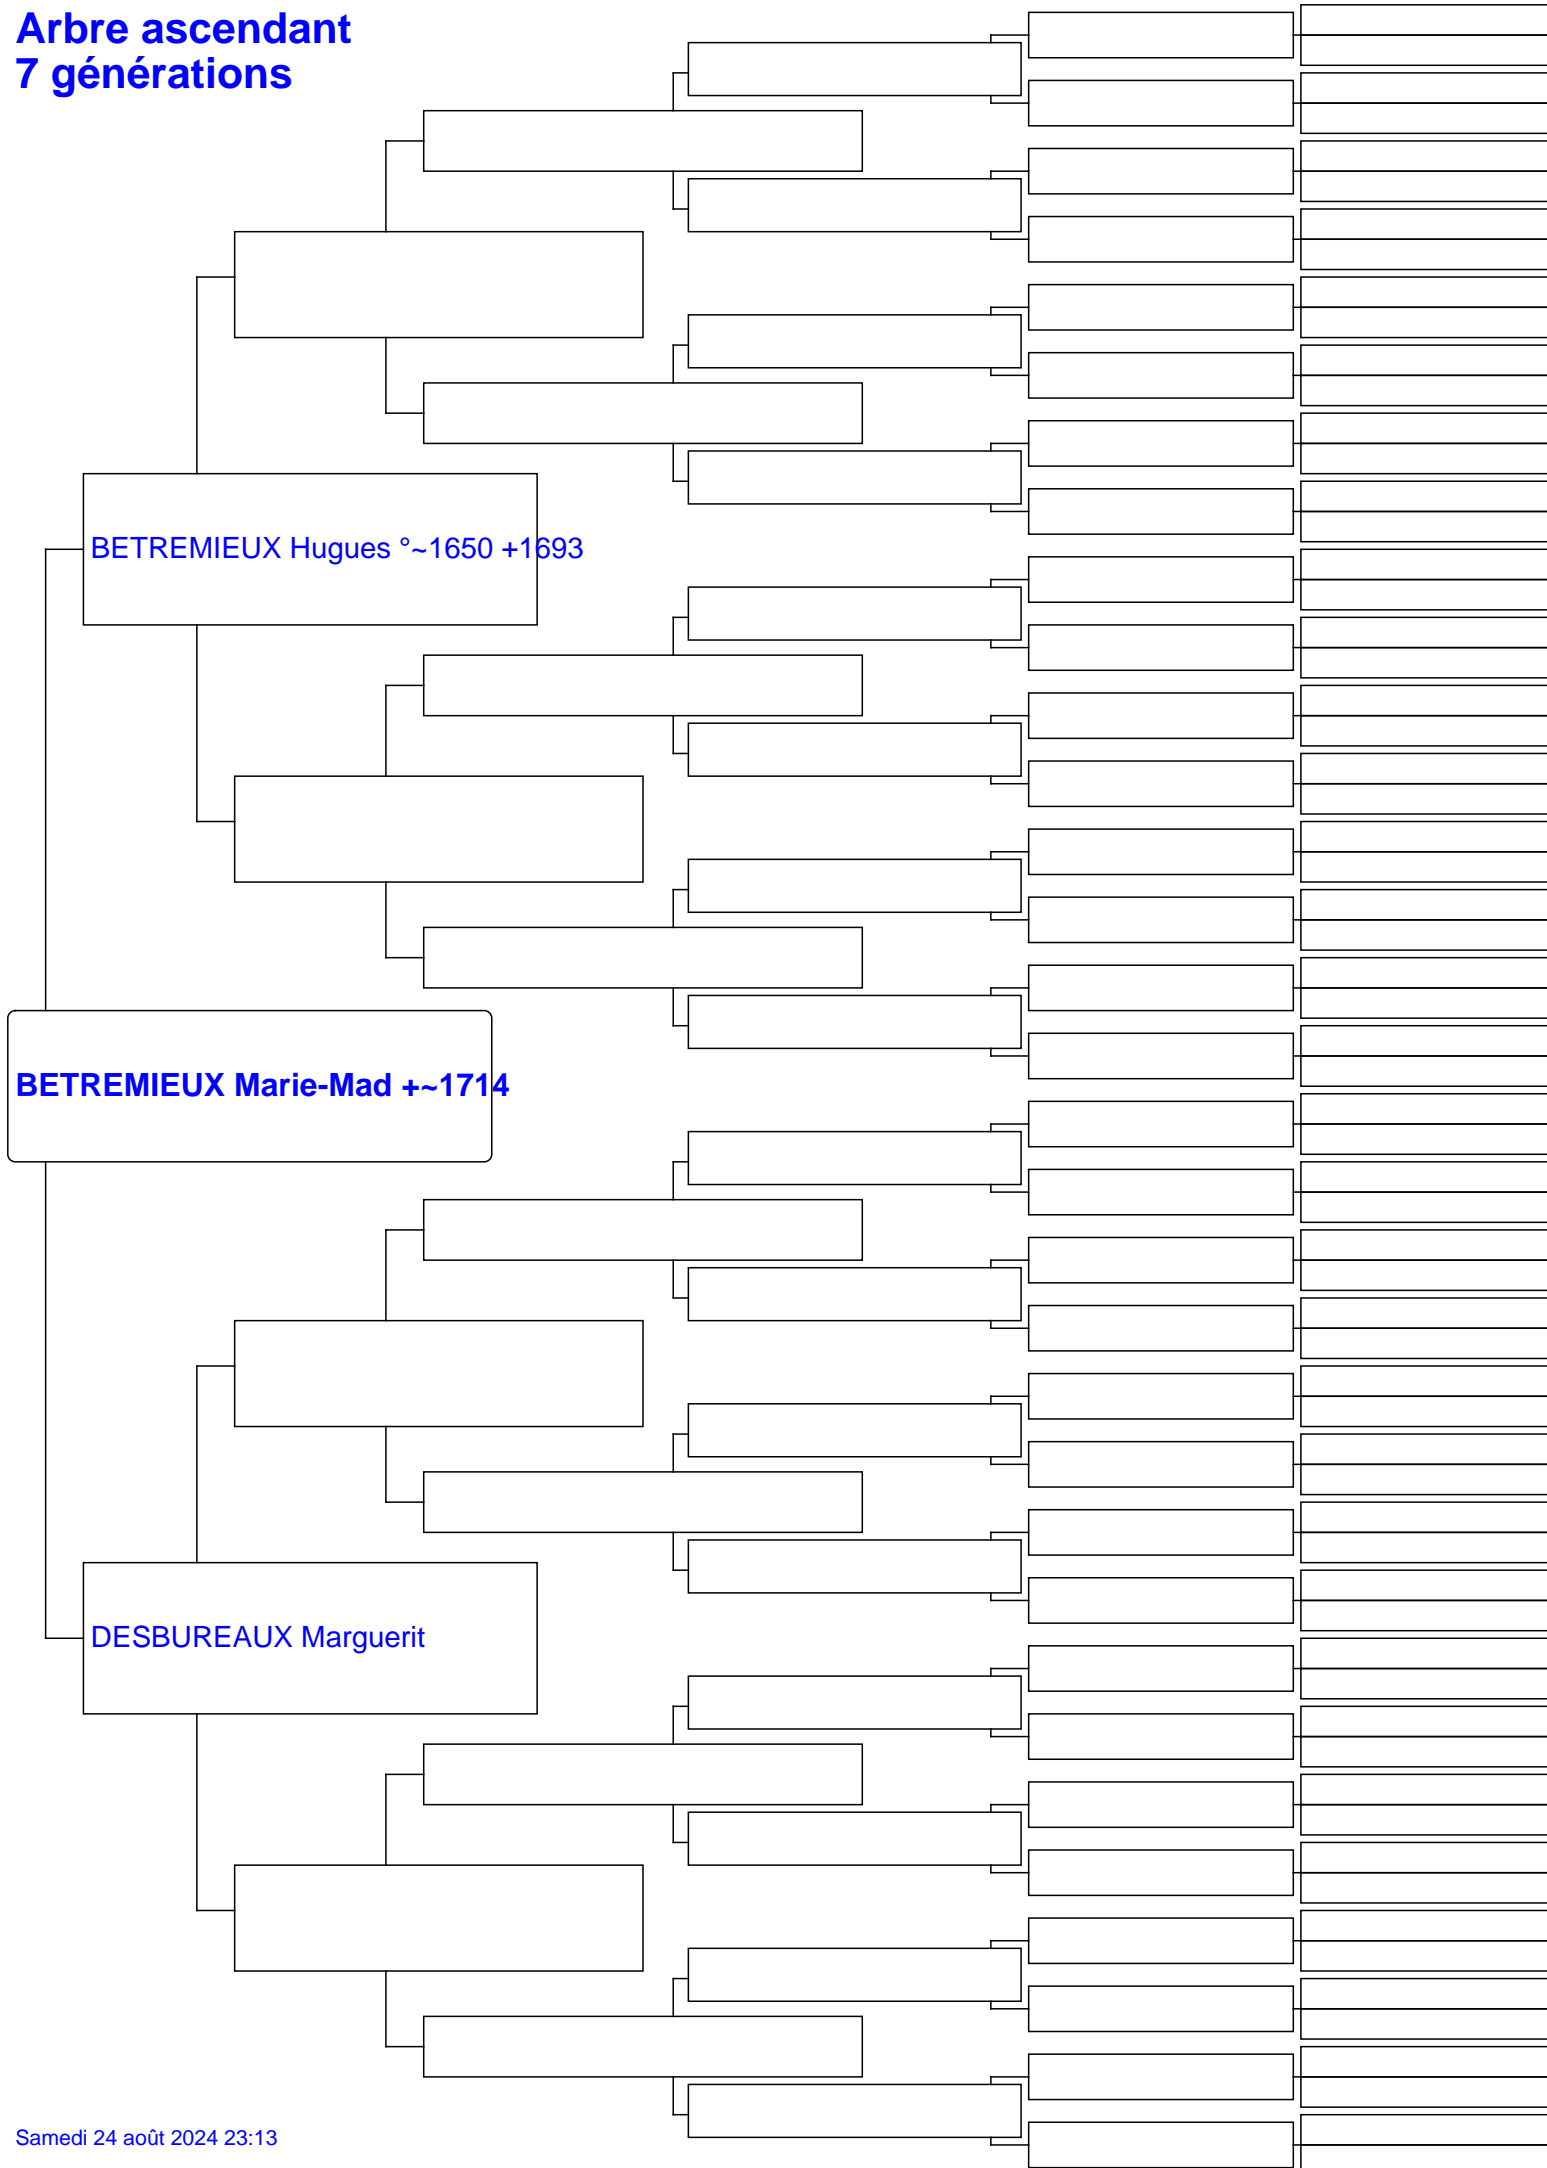 Arbre ascendant
7 générations
BETREMIEUX Hugues °~1650 +1693
BETREMIEUX Marie-Mad +~1714
DESBUREAUX Marguerit
Samedi 24 août 2024 23:13